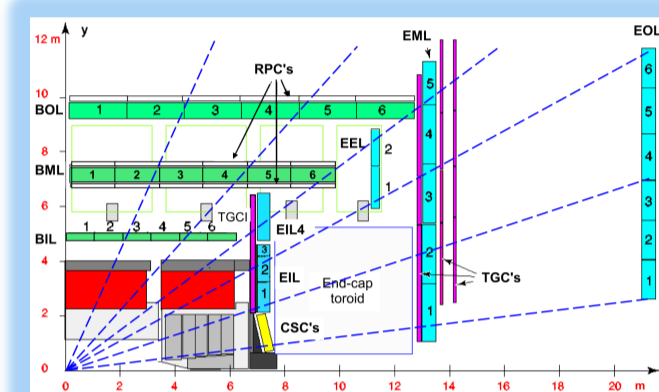 12 m
y
EML
EOL
RPC's
10
BOL 1 2 3 4 5 6
8
EEL 2
1
BML 1 2 3 4 5 6
6
TGCI
1 2 3 4 5 6
BIL
EIL4
4
3
2
1
EIL
End-cap
toroid
TGC's
CSC's
2
0
5
4
3
2
1
6
5
4
3
2
1
0 2 4 6 8 10 12 14 16 18 20 m